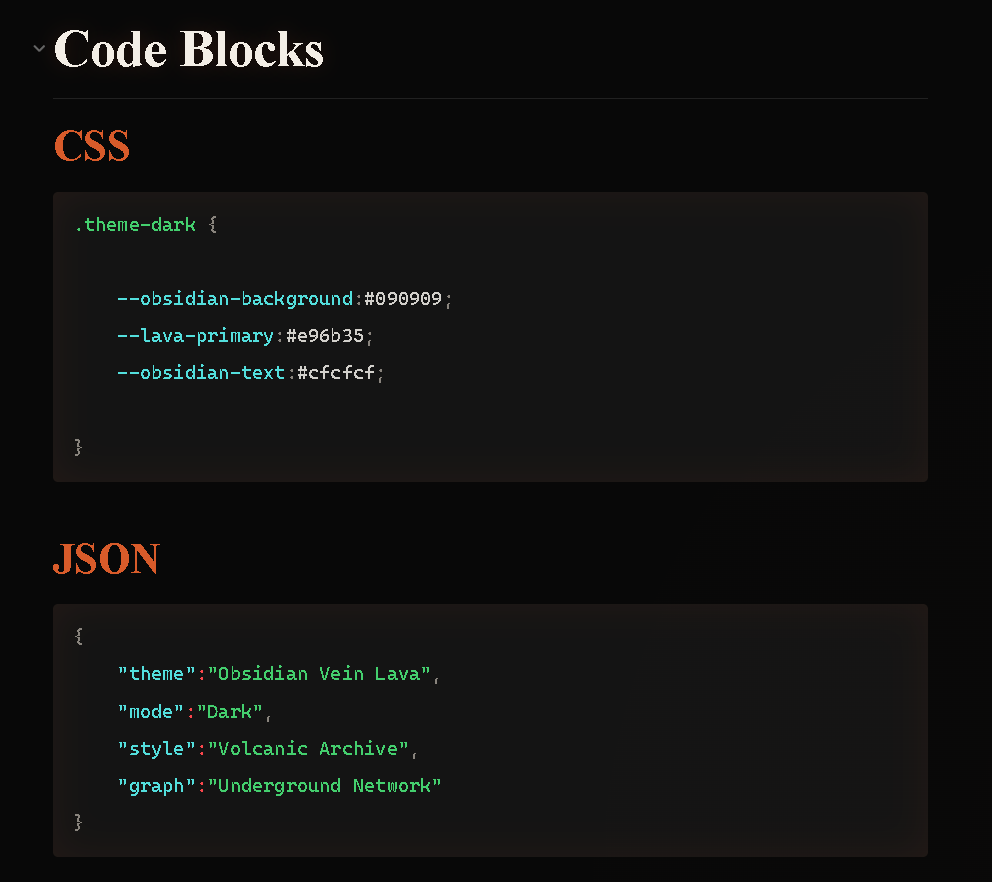 Code Blocks
CSS
.theme-dark {
--obsidian-background:#090909;
--lava-primary:#e96b35;
--obsidian-text:#cfcfcf;
}
JSON
{
"theme":"Obsidian Vein Lava",
"mode":"Dark",
"style":"Volcanic Archive",
"graph":"Underground Network"
}